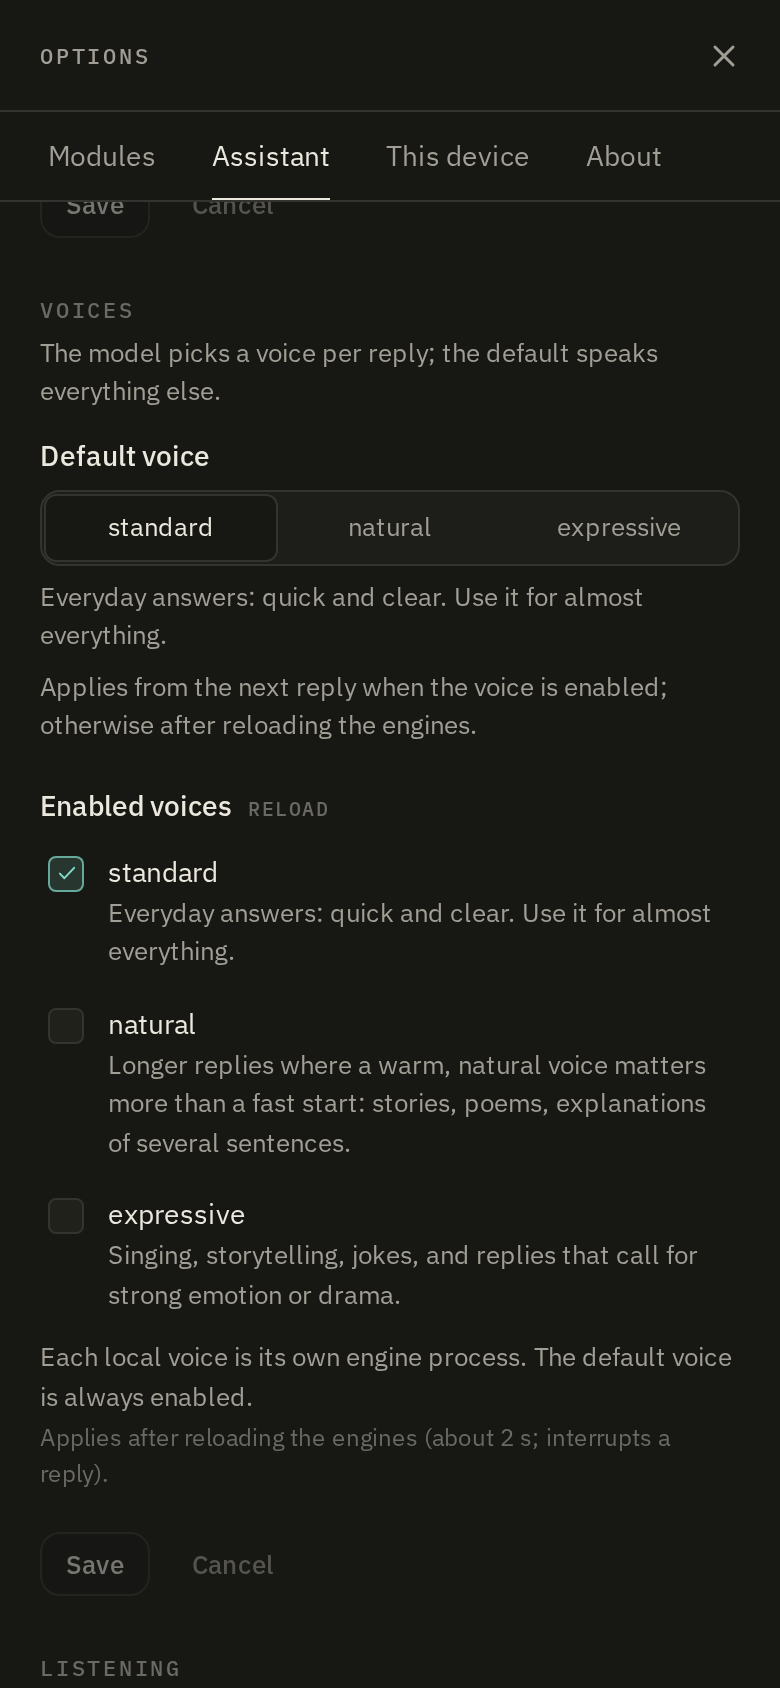 OPTIONS
Modules
Assistant
This device
About
Save
Cancel
VOICES
The model picks a voice per reply; the default speaks
everything else.
Default voice
standard
natural
expressive
Everyday answers: quick and clear. Use it for almost
everything.
Applies from the next reply when the voice is enabled;
otherwise after reloading the engines.
Enabled voices RELOAD
standard
Everyday answers: quick and clear. Use it for almost
everything.
natural
Longer replies where a warm, natural voice matters
more than a fast start: stories, poems, explanations
of several sentences.
expressive
Singing, storytelling, jokes, and replies that call for
strong emotion or drama.
Each local voice is its own engine process. The default voice
is always enabled.
Applies after reloading the engines (about 2 s; interrupts a
reply).
Save
Cancel
LISTENING